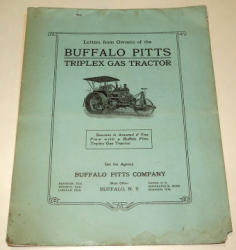 Letters from Owners of the
BUFFALO PITTS
TRIPLEX GAS TRACTOR
Success is Assured if You
Plow with a Buffalo Pitts
Triplex Gas Tractor
See the Agency
BUFFALO PITTS COMPANY
Main Office:
BUFFALO, N. Y.